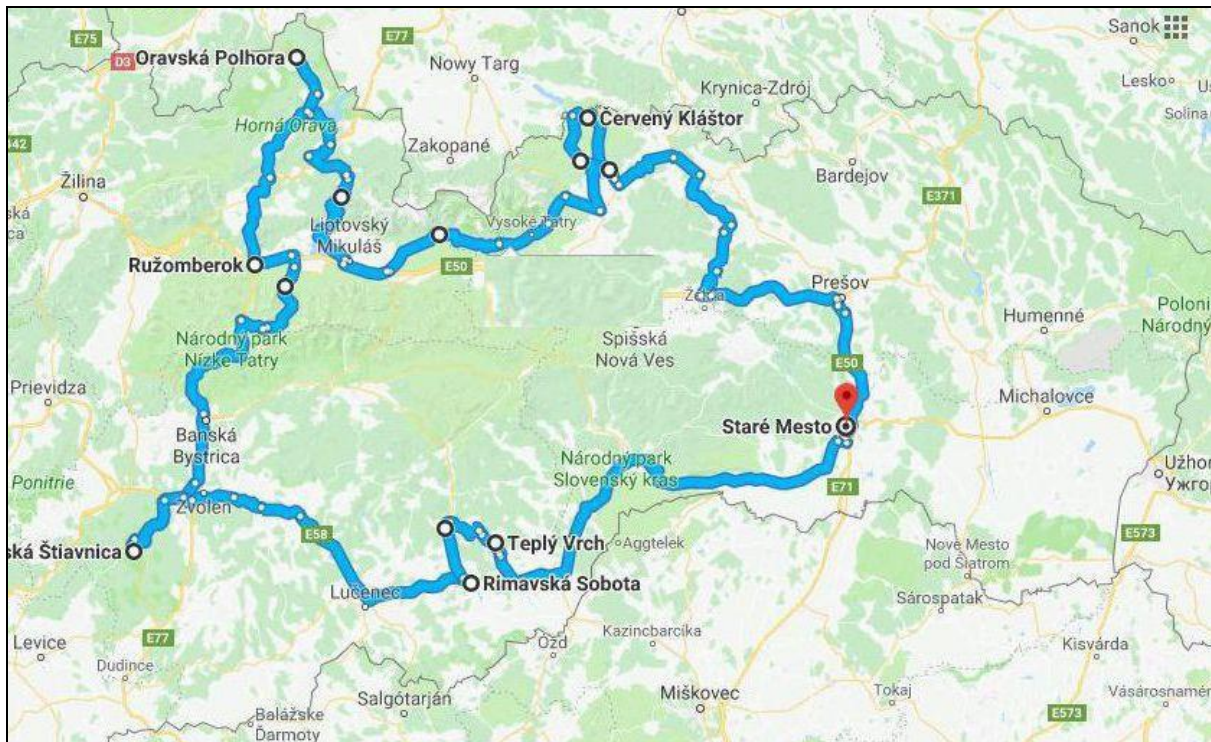 Sanok
E75
E77
D3
Oravská Polhora
Nowy Targ
Lesko
Krynica-Zdrój
Solina
Červený Kláštor
Horná Orava
Zakopané
Bardejov
Žilina
E371
Liptovský
Mikuláš
Vysoké Tatry
Ružomberok
E50
Prešov
Humenné
Poloni
Národný
Národný park
Nízke Tatry
Spišská
Nová Ves
E50
Prievidza
Michalovce
Banská
Bystrica
Staré Mesto
Národný park
Slovenský kras
Užhor
Ужгор
Ponitrie
E71
Zvolen
E58
ská Štiavnica
Teplý Vrch
Aggtelek
E573
Nové Mesto
pod Šiatrom
Rimavská Sobota
Lučenec
Sárospatak
E77
Levice
Ózd
Kazincbarcika
Kisvárda
Dudince
Salgótarján
Miškovec
Tokaj
Vásárosnamén
Balážske
Ďarmoty
E573